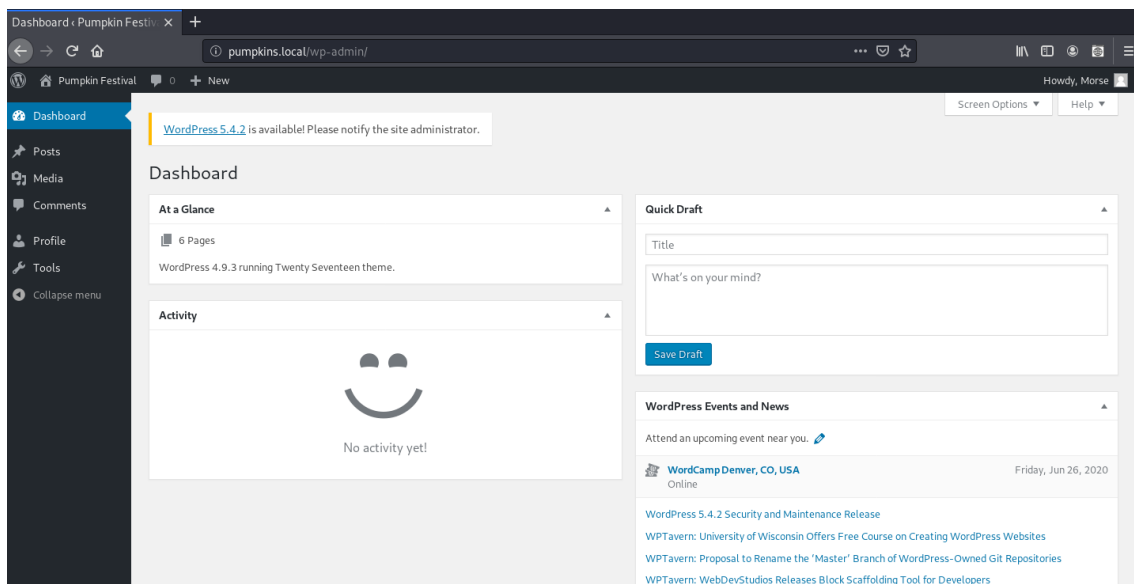 Dashboard ‹ Pumpkin Festiv
pumpkins.local/wp-admin/
Pumpkin Festival 0 + New Howdy, Morse
Screen Options ▼ Help ▼
Dashboard
Posts
Media
Comments
Profile
Tools
Collapse menu
WordPress 5.4.2 is available! Please notify the site administrator.
Dashboard
At a Glance
6 Pages
WordPress 4.9.3 running Twenty Seventeen theme.
Activity
No activity yet!
Quick Draft
Title
What's on your mind?
Save Draft
WordPress Events and News
Attend an upcoming event near you.
WordCamp Denver, CO, USA Friday, Jun 26, 2020
Online
WordPress 5.4.2 Security and Maintenance Release
WPTavern: University of Wisconsin Offers Free Course on Creating WordPress Websites
WPTavern: Proposal to Rename the ‘Master’ Branch of WordPress-Owned Git Repositories
WPTavern: WebDevStudios Releases Block Scaffolding Tool for Developers